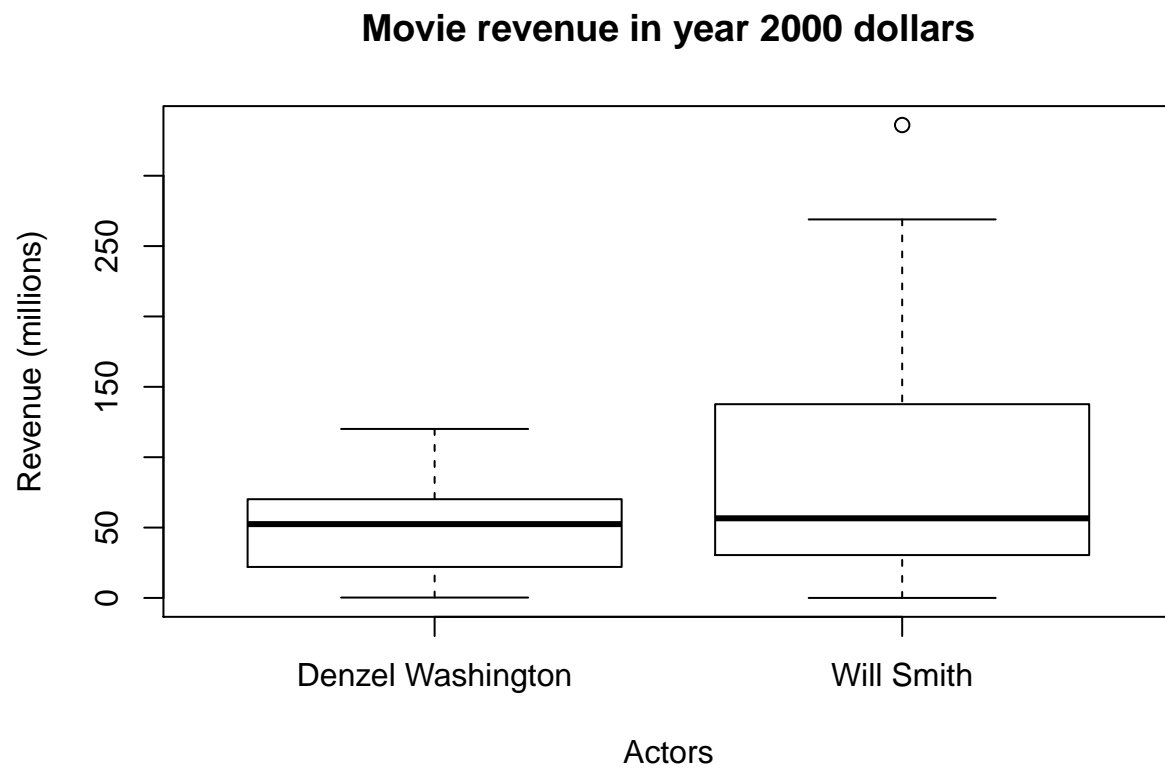 Movie revenue in year 2000 dollars
Revenue (millions)
250
150
50
0
Denzel Washington
Will Smith
Actors